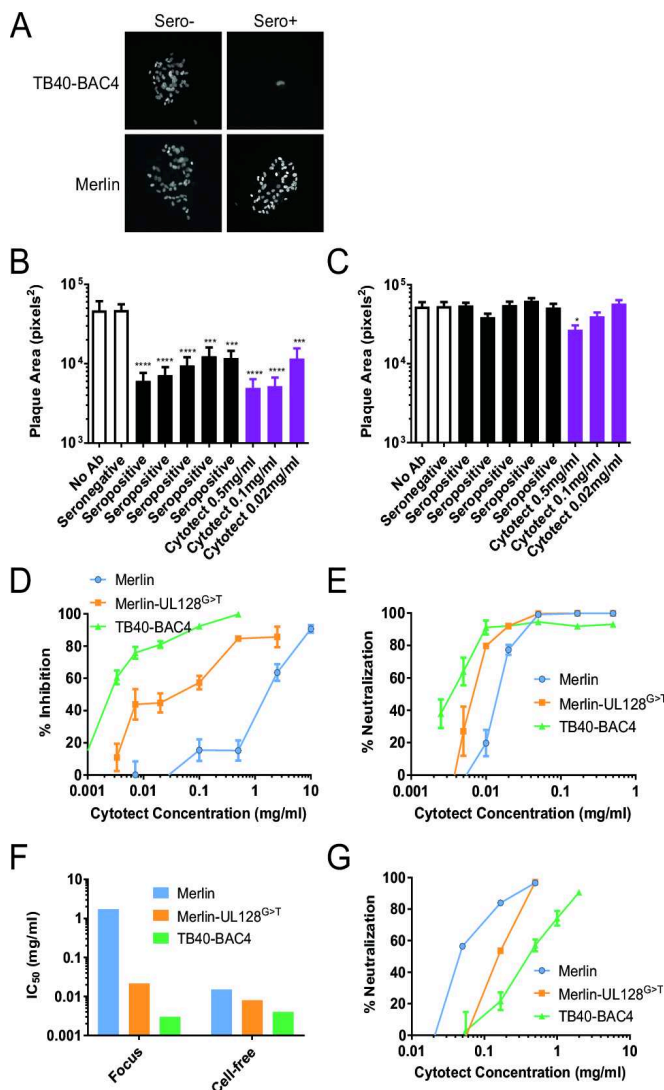 A
Sero-
Sero+
TB40-BAC4
Merlin
B
Plaque Area (pixels²)
10⁵
10⁴
10³
**** **** **** *** *** **** **** ***
No Ab
Seronegative
Seropositive
Seropositive
Seropositive
Seropositive
Seropositive
Cytotect 0.5mg/ml
Cytotect 0.1mg/ml
Cytotect 0.02mg/ml
C
Plaque Area (pixels²)
10⁵
10⁴
10³
*
No Ab
Seronegative
Seropositive
Seropositive
Seropositive
Seropositive
Seropositive
Cytotect 0.5mg/ml
Cytotect 0.1mg/ml
Cytotect 0.02mg/ml
D
Merlin
Merlin-UL128ᴳ>ᵀ
TB40-BAC4
% Inhibition
100
80
60
40
20
0
0.001 0.01 0.1 1 10
Cytotect Concentration (mg/ml)
E
% Neutralization
100
80
60
40
20
0
Merlin
Merlin-UL128ᴳ>ᵀ
TB40-BAC4
0.001 0.01 0.1 1
Cytotect Concentration (mg/ml)
F
IC₅₀ (mg/ml)
10
1
0.1
0.01
0.001
Merlin
Merlin-UL128ᴳ>ᵀ
TB40-BAC4
Focus
Cell-free
G
% Neutralization
100
80
60
40
20
0
Merlin
Merlin-UL128ᴳ>ᵀ
TB40-BAC4
0.01 0.1 1 10
Cytotect Concentration (mg/ml)